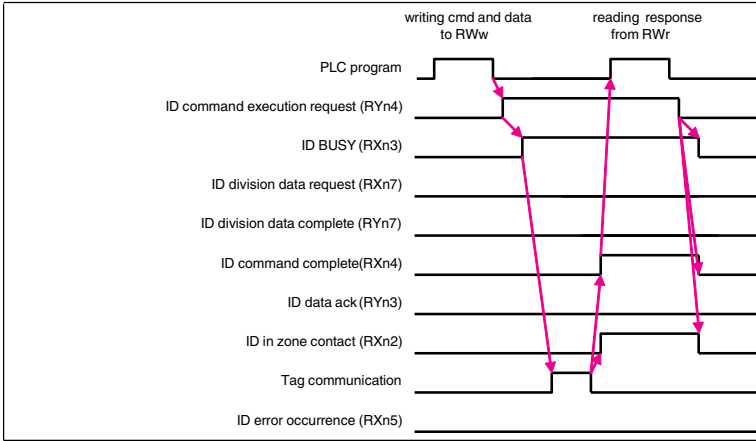 writing cmd and data
to RWw
reading response
from RWr
PLC program
ID command execution request (RYn4)
ID BUSY (RXn3)
ID division data request (RXn7)
ID division data complete (RYn7)
ID command complete(RXn4)
ID data ack (RYn3)
ID in zone contact (RXn2)
Tag communication
ID error occurrence (RXn5)